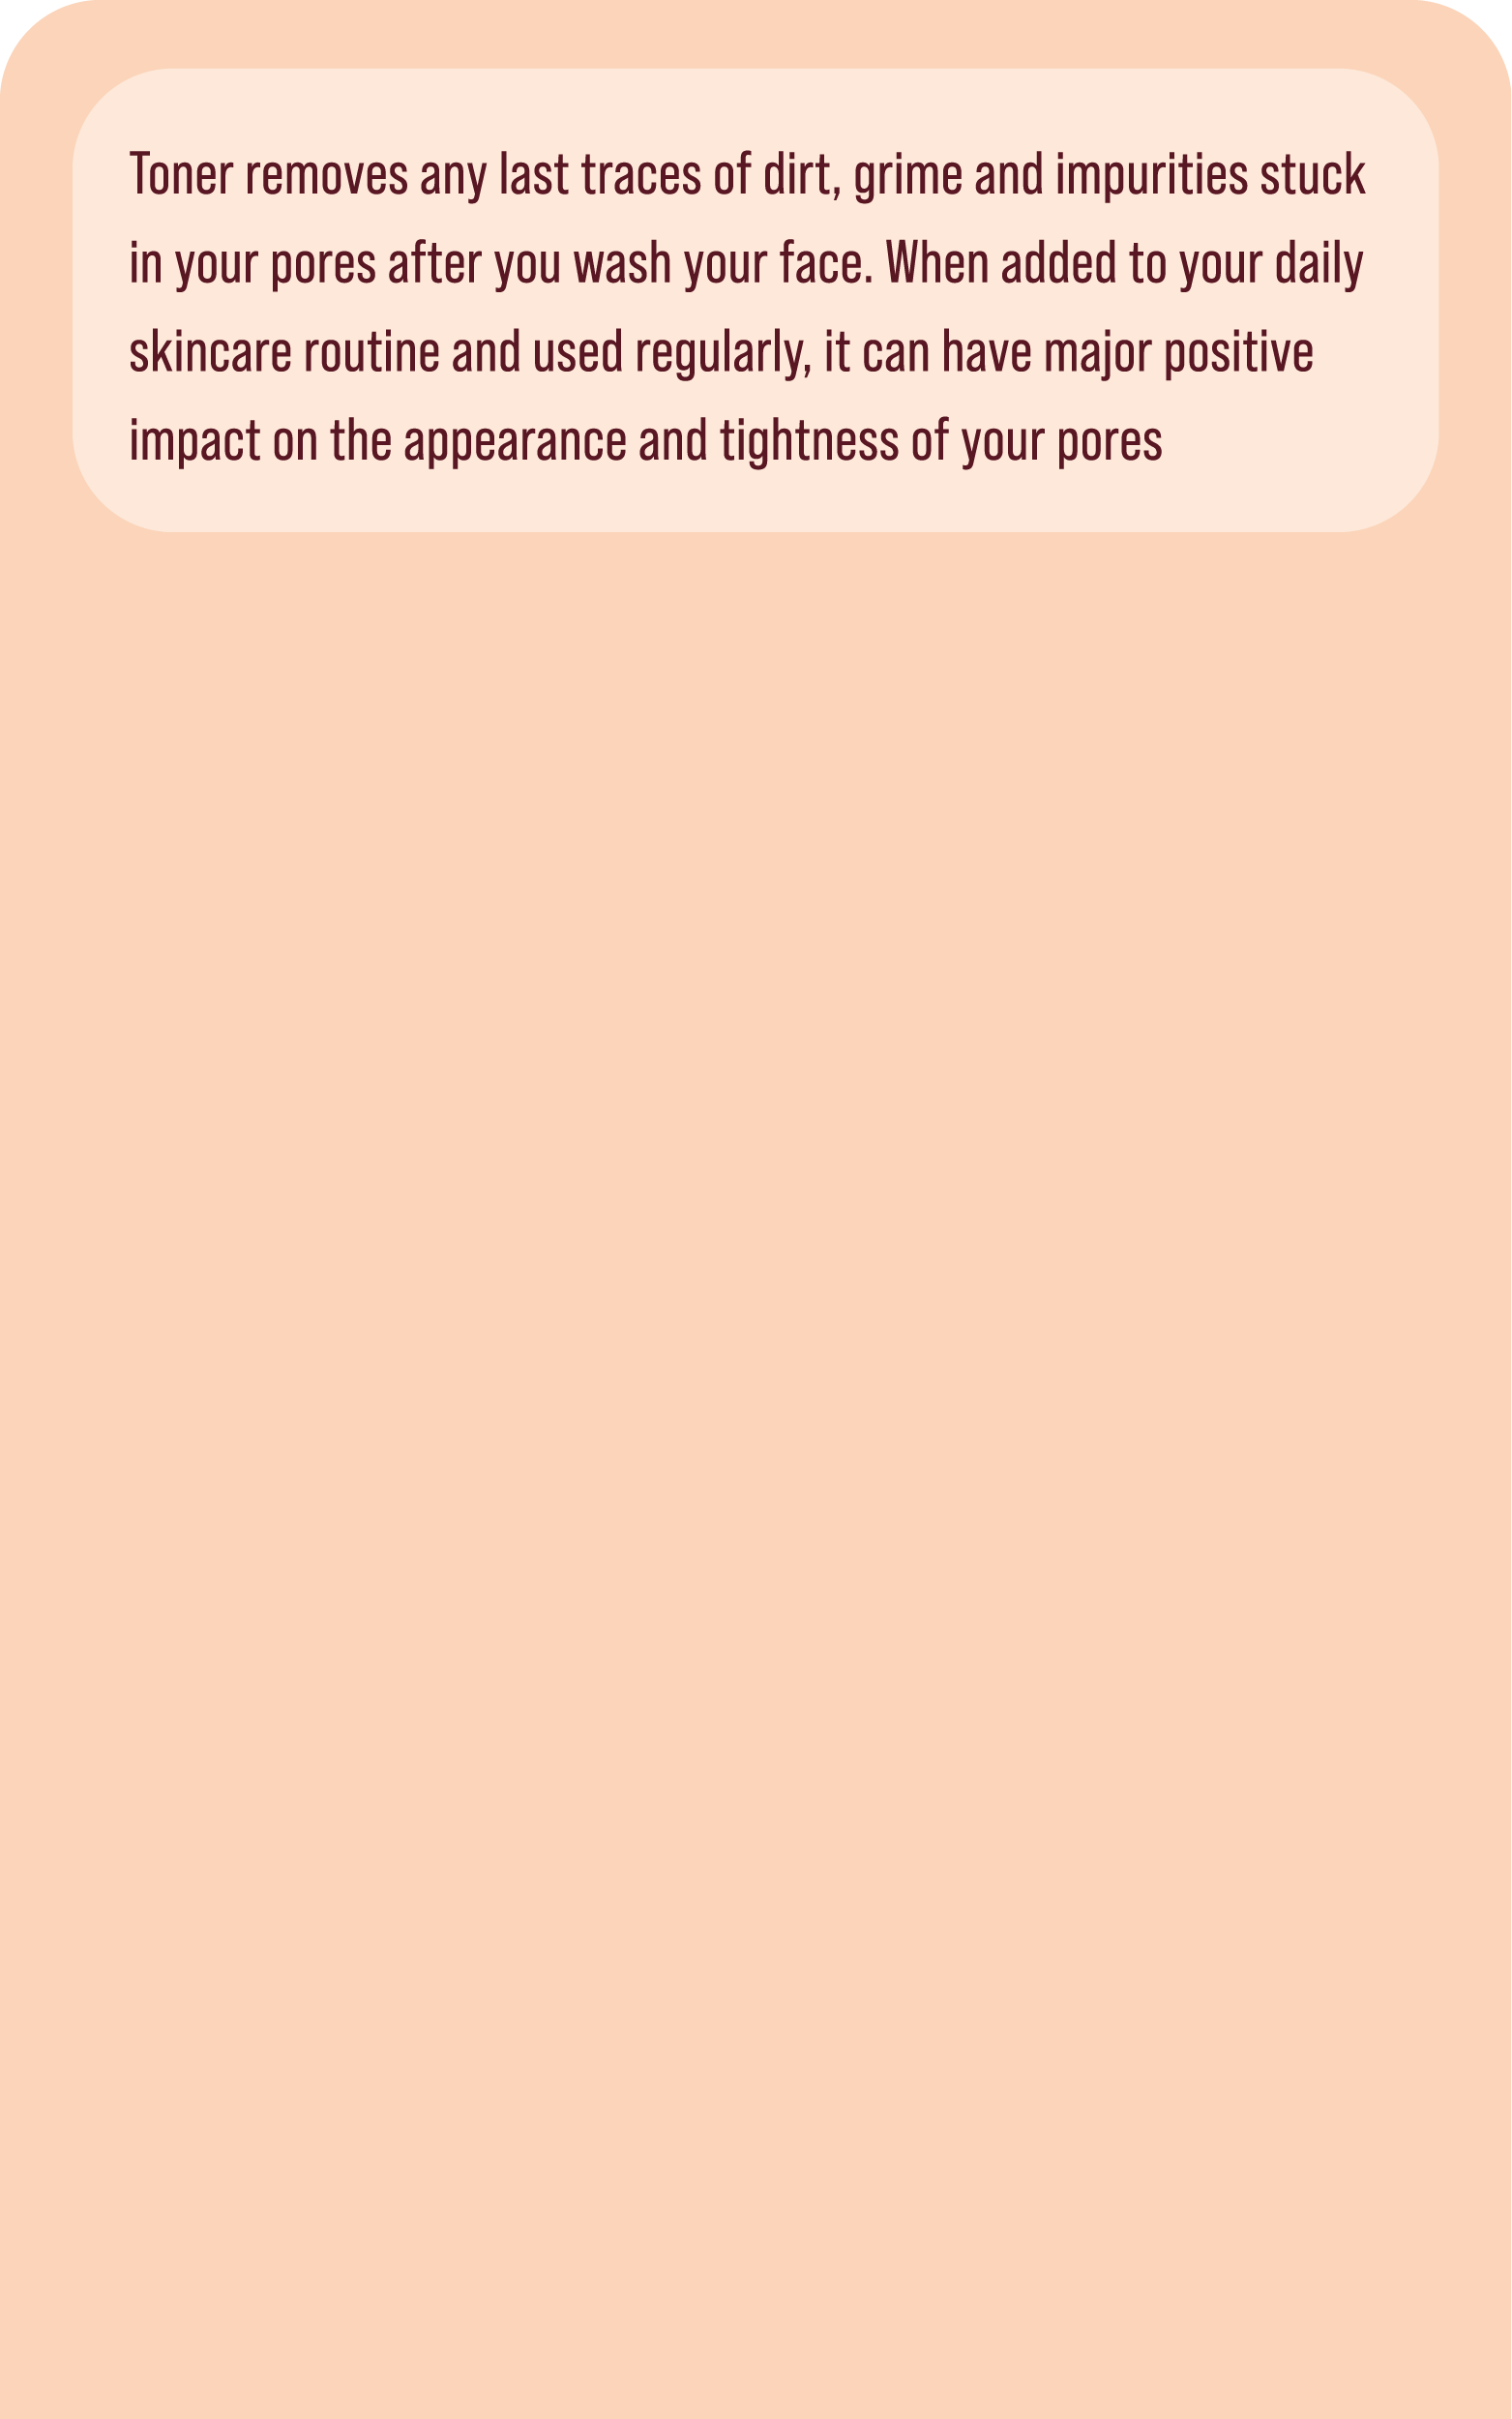 Toner removes any last traces of dirt, grime and impurities stuck
in your pores after you wash your face. When added to your daily
skincare routine and used regularly, it can have major positive
impact on the appearance and tightness of your pores